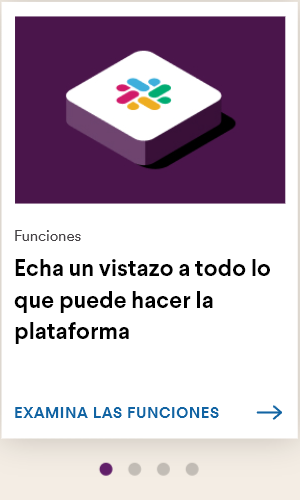 Funciones
Echa un vistazo a todo lo
que puede hacer la
plataforma
EXAMINA LAS FUNCIONES